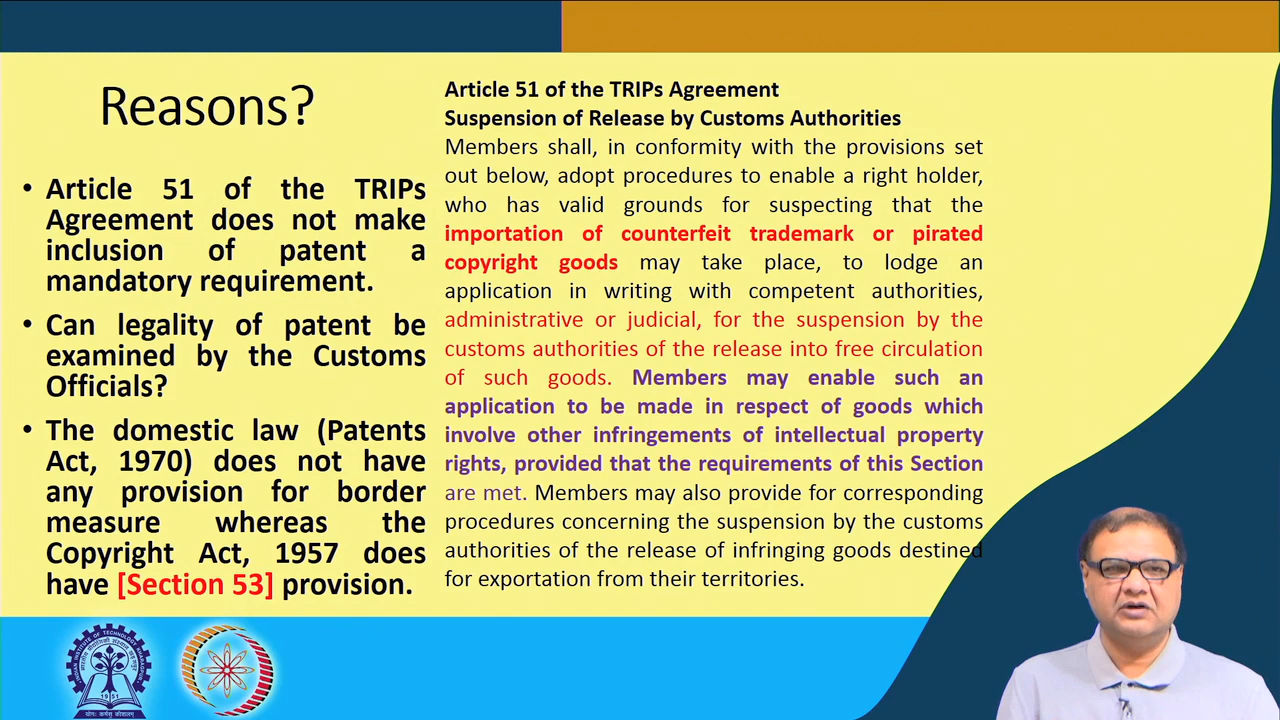 Reasons?
• Article 51 of the TRIPs
Agreement does not make
inclusion of patent a
mandatory requirement.
• Can legality of patent be
examined by the Customs
Officials?
• The domestic law (Patents
Act, 1970) does not have
any provision for border
measure whereas the
Copyright Act, 1957 does
have [Section 53] provision.
Article 51 of the TRIPs Agreement
Suspension of Release by Customs Authorities
Members shall, in conformity with the provisions set
out below, adopt procedures to enable a right holder,
who has valid grounds for suspecting that the
importation of counterfeit trademark or pirated
copyright goods may take place, to lodge an
application in writing with competent authorities,
administrative or judicial, for the suspension by the
customs authorities of the release into free circulation
of such goods. Members may enable such an
application to be made in respect of goods which
involve other infringements of intellectual property
rights, provided that the requirements of this Section
are met. Members may also provide for corresponding
procedures concerning the suspension by the customs
authorities of the release of infringing goods destined
for exportation from their territories.
INDIAN INSTITUTE OF TECHNOLOGY KHARAGPUR
1951
योगः कर्मसु कौशलम्